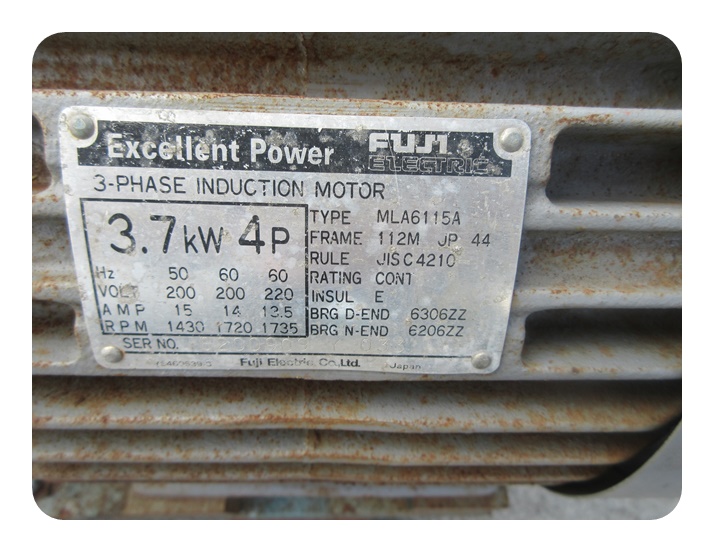 Excellent Power FUJI ELECTRIC
3-PHASE INDUCTION MOTOR
3.7kW 4P
Hz 50 60 60
VOLT 200 200 220
AMP 15 14 13.5
RPM 1430 1720 1735
TYPE MLA6115A
FRAME 112M JP 44
RULE JIS C 4210
RATING CONT
INSUL E
BRG D-END 6306ZZ
BRG N-END 6206ZZ
SER NO.
Fuji Electric Co., Ltd. Japan